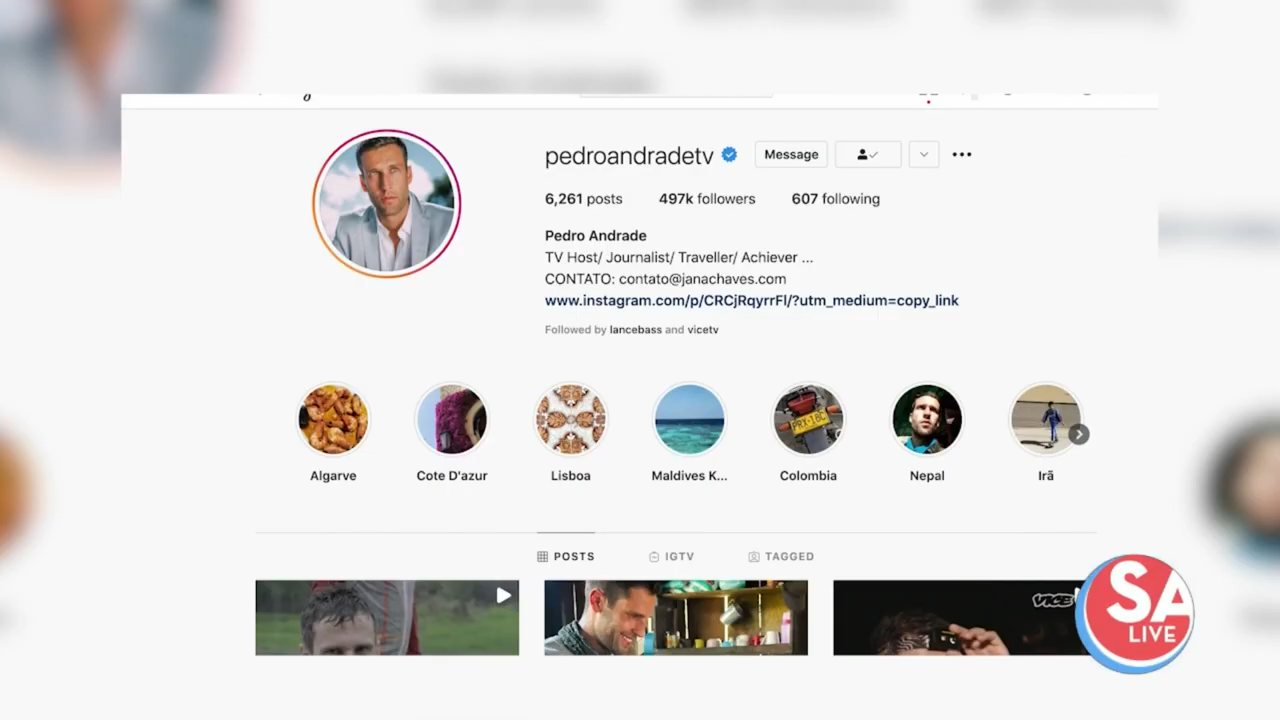 pedroandradetv
Message
6,261 posts 497k followers 607 following
Pedro Andrade
TV Host/ Journalist/ Traveller/ Achiever ...
CONTATO: contato@janachaves.com
www.instagram.com/p/CRCjRqyrrFl/?utm_medium=copy_link
Followed by lancebass and vicetv
PRX-18C
Algarve Cote D'azur Lisboa Maldives K... Colombia Nepal Irã
POSTS IGTV TAGGED
VICE
SA
LIVE